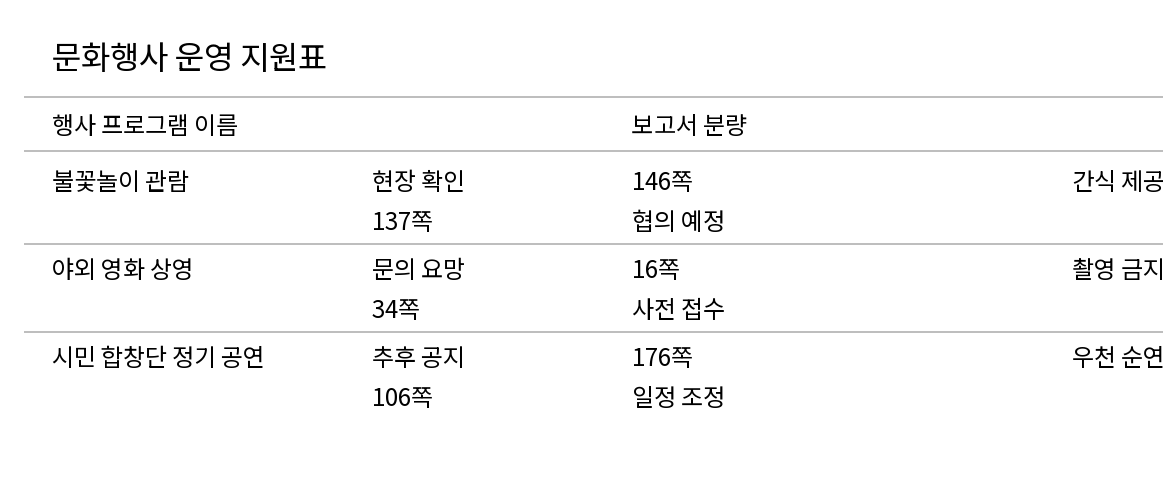 문화행사 운영 지원표
행사 프로그램 이름 보고서 분량
불꽃놀이 관람 현장 확인 146쪽 간식 제공
137쪽 협의 예정
야외 영화 상영 문의 요망 16쪽 촬영 금지
34쪽 사전 접수
시민 합창단 정기 공연 추후 공지 176쪽 우천 순연
106쪽 일정 조정